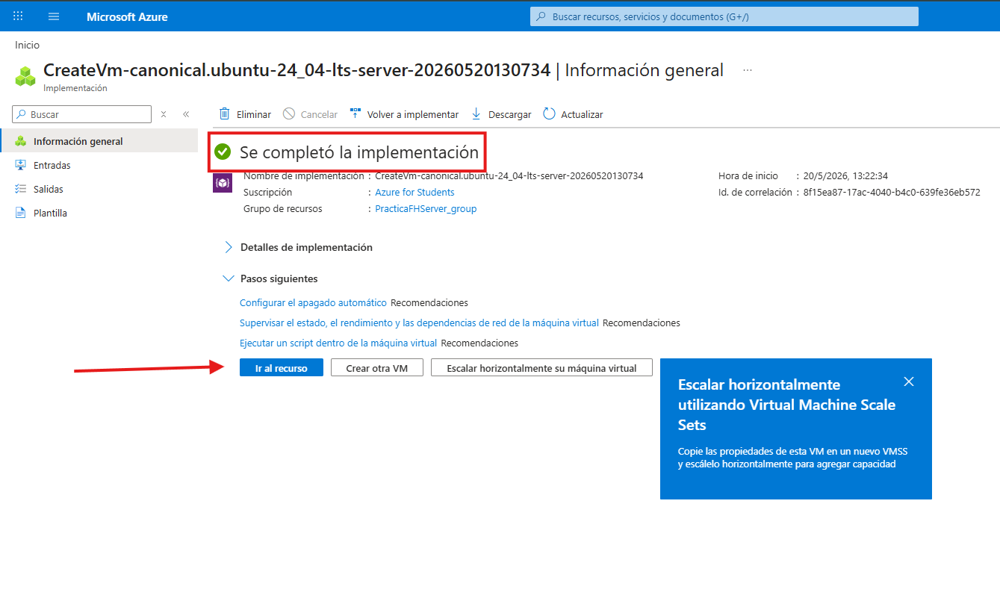 Microsoft Azure
Buscar recursos, servicios y documentos (G+/)
Inicio
CreateVm-canonical.ubuntu-24_04-lts-server-20260520130734 | Información general ...
Implementación
Buscar
Eliminar Cancelar Volver a implementar Descargar Actualizar
Información general
Entradas
Salidas
Plantilla
Se completó la implementación
Nombre de implementación : CreateVm-canonical.ubuntu-24_04-lts-server-20260520130734
Suscripción : Azure for Students
Grupo de recursos : PracticaFHServer_group
Hora de inicio : 20/5/2026, 13:22:34
Id. de correlación : 8f15ea87-17ac-4040-b4c0-639fe36eb572
Detalles de implementación
Pasos siguientes
Configurar el apagado automático Recomendaciones
Supervisar el estado, el rendimiento y las dependencias de red de la máquina virtual Recomendaciones
Ejecutar un script dentro de la máquina virtual Recomendaciones
Ir al recurso Crear otra VM Escalar horizontalmente su máquina virtual
Escalar horizontalmente
utilizando Virtual Machine Scale
Sets
Copie las propiedades de esta VM en un nuevo VMSS
y escálelo horizontalmente para agregar capacidad